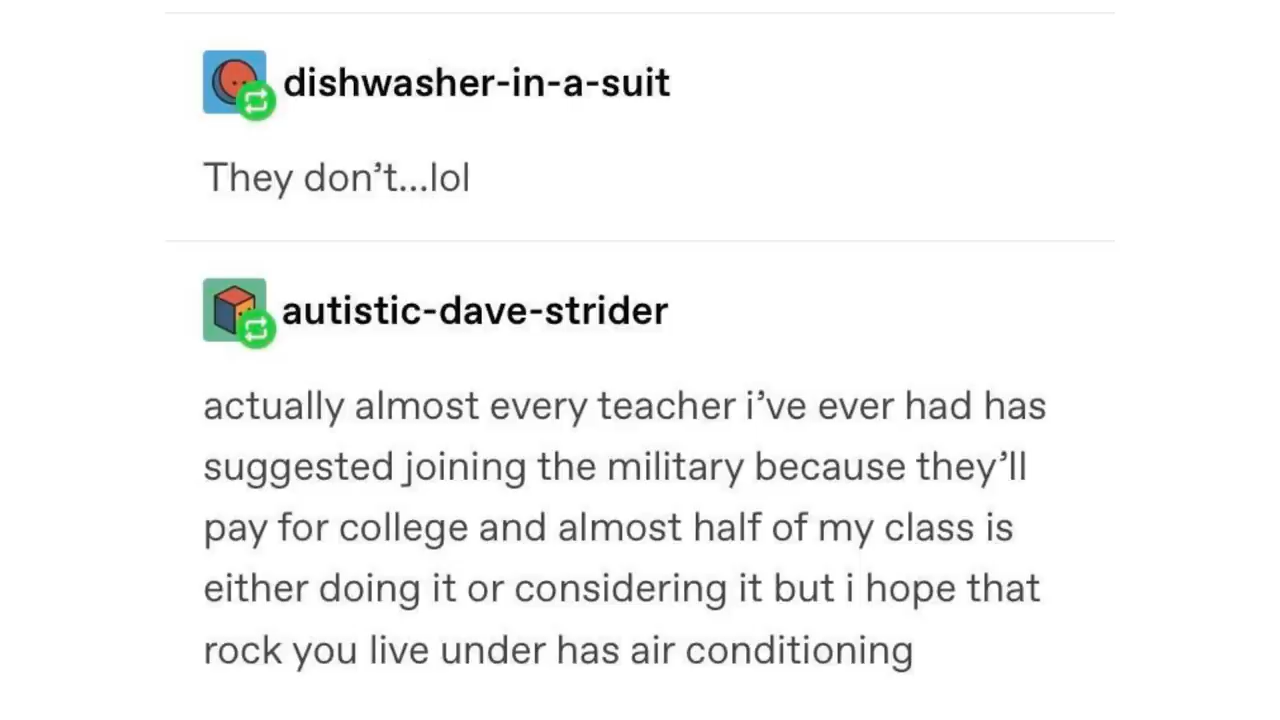 dishwasher-in-a-suit
They don’t...lol
autistic-dave-strider
actually almost every teacher i’ve ever had has
suggested joining the military because they’ll
pay for college and almost half of my class is
either doing it or considering it but i hope that
rock you live under has air conditioning